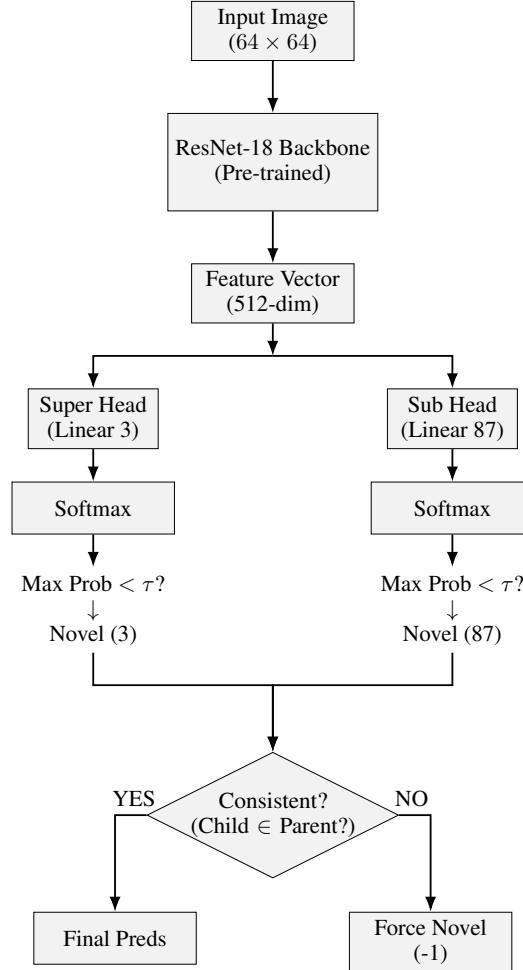 Input Image
(64 × 64)
ResNet-18 Backbone
(Pre-trained)
Feature Vector
(512-dim)
Super Head
(Linear 3)
Sub Head
(Linear 87)
Softmax
Softmax
Max Prob < τ?
↓
Novel (3)
Max Prob < τ?
↓
Novel (87)
Consistent?
(Child ∈ Parent?)
YES
NO
Final Preds
Force Novel
(-1)